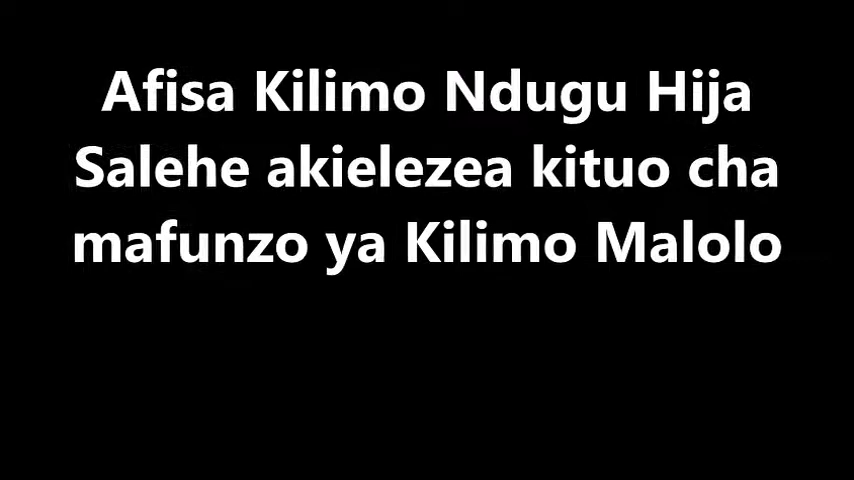 Afisa Kilimo Ndugu Hija
Salehe akielezea kituo cha
mafunzo ya Kilimo Malolo